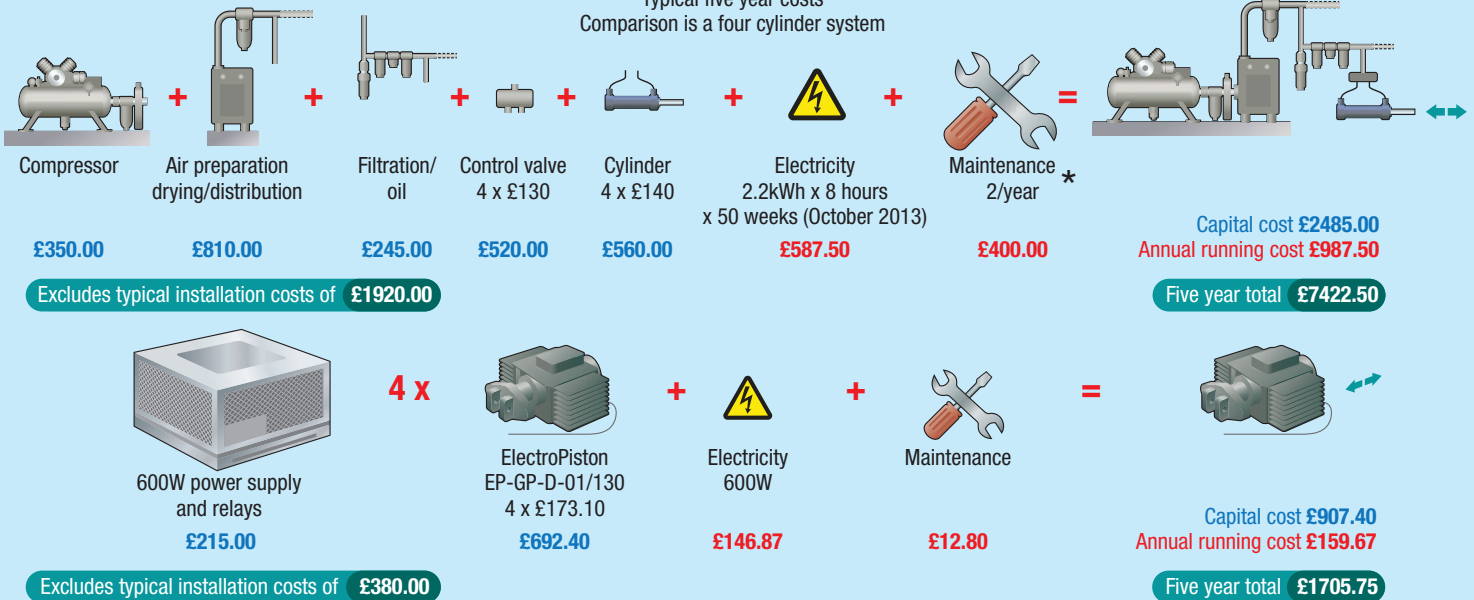 Typical five year costs
Comparison is a four cylinder system
+ + + + + + =
Compressor
Air preparation
drying/distribution
Filtration/
oil
Control valve
4 x £130
Cylinder
4 x £140
Electricity
2.2kWh x 8 hours
x 50 weeks (October 2013)
Maintenance *
2/year
£350.00
£810.00
£245.00
£520.00
£560.00
£587.50
£400.00
Capital cost £2485.00
Annual running cost £987.50
Excludes typical installation costs of £1920.00
Five year total £7422.50
4 x + + =
600W power supply
and relays
£215.00
ElectroPiston
EP-GP-D-01/130
4 x £173.10
£692.40
Electricity
600W
£146.87
Maintenance
£12.80
Capital cost £907.40
Annual running cost £159.67
Excludes typical installation costs of £380.00
Five year total £1705.75